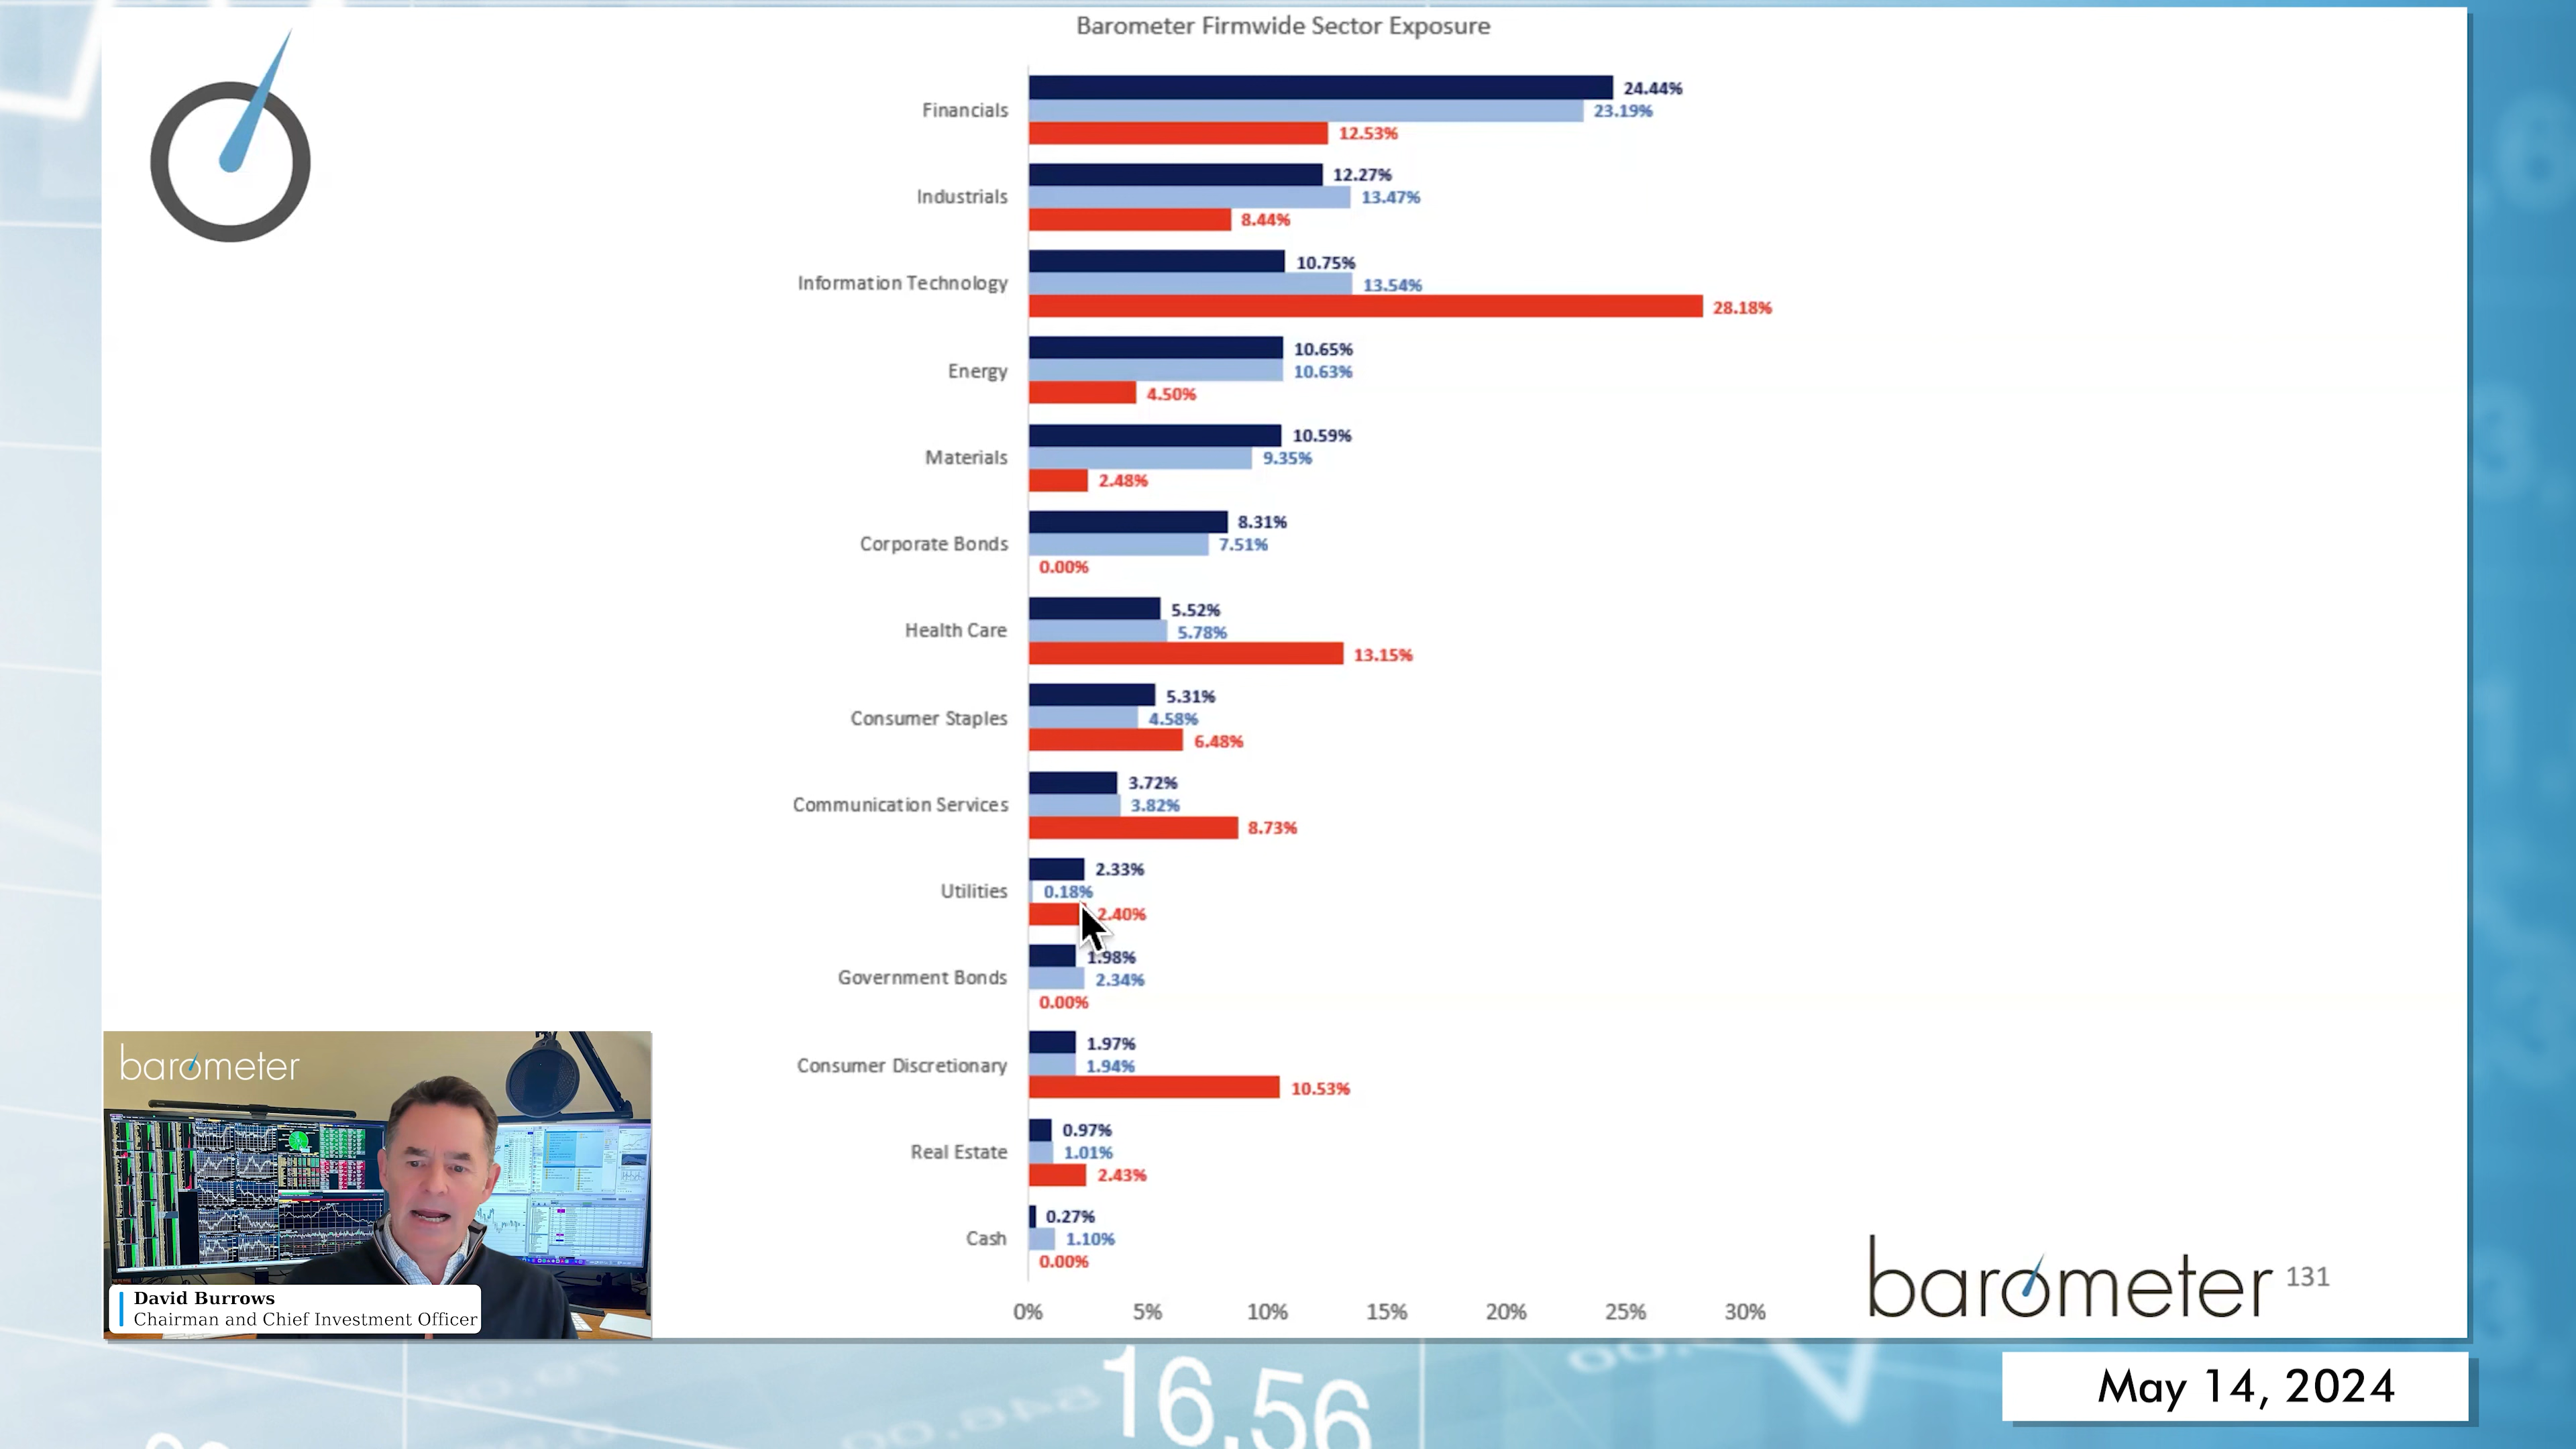 Barometer Firmwide Sector Exposure
Financials
24.44%
23.19%
12.53%
Industrials
12.27%
13.47%
8.44%
Information Technology
10.75%
13.54%
28.18%
Energy
10.65%
10.63%
4.50%
Materials
10.59%
9.35%
2.48%
Corporate Bonds
8.31%
7.51%
0.00%
Health Care
5.52%
5.78%
13.15%
Consumer Staples
5.31%
4.58%
6.48%
Communication Services
3.72%
3.82%
8.73%
Utilities
2.33%
0.18%
2.40%
Government Bonds
1.98%
2.34%
0.00%
Consumer Discretionary
1.97%
1.94%
10.53%
Real Estate
0.97%
1.01%
2.43%
Cash
0.27%
1.10%
0.00%
0% 5% 10% 15% 20% 25% 30%
barometer
David Burrows
Chairman and Chief Investment Officer
barometer 131
May 14, 2024
16,56